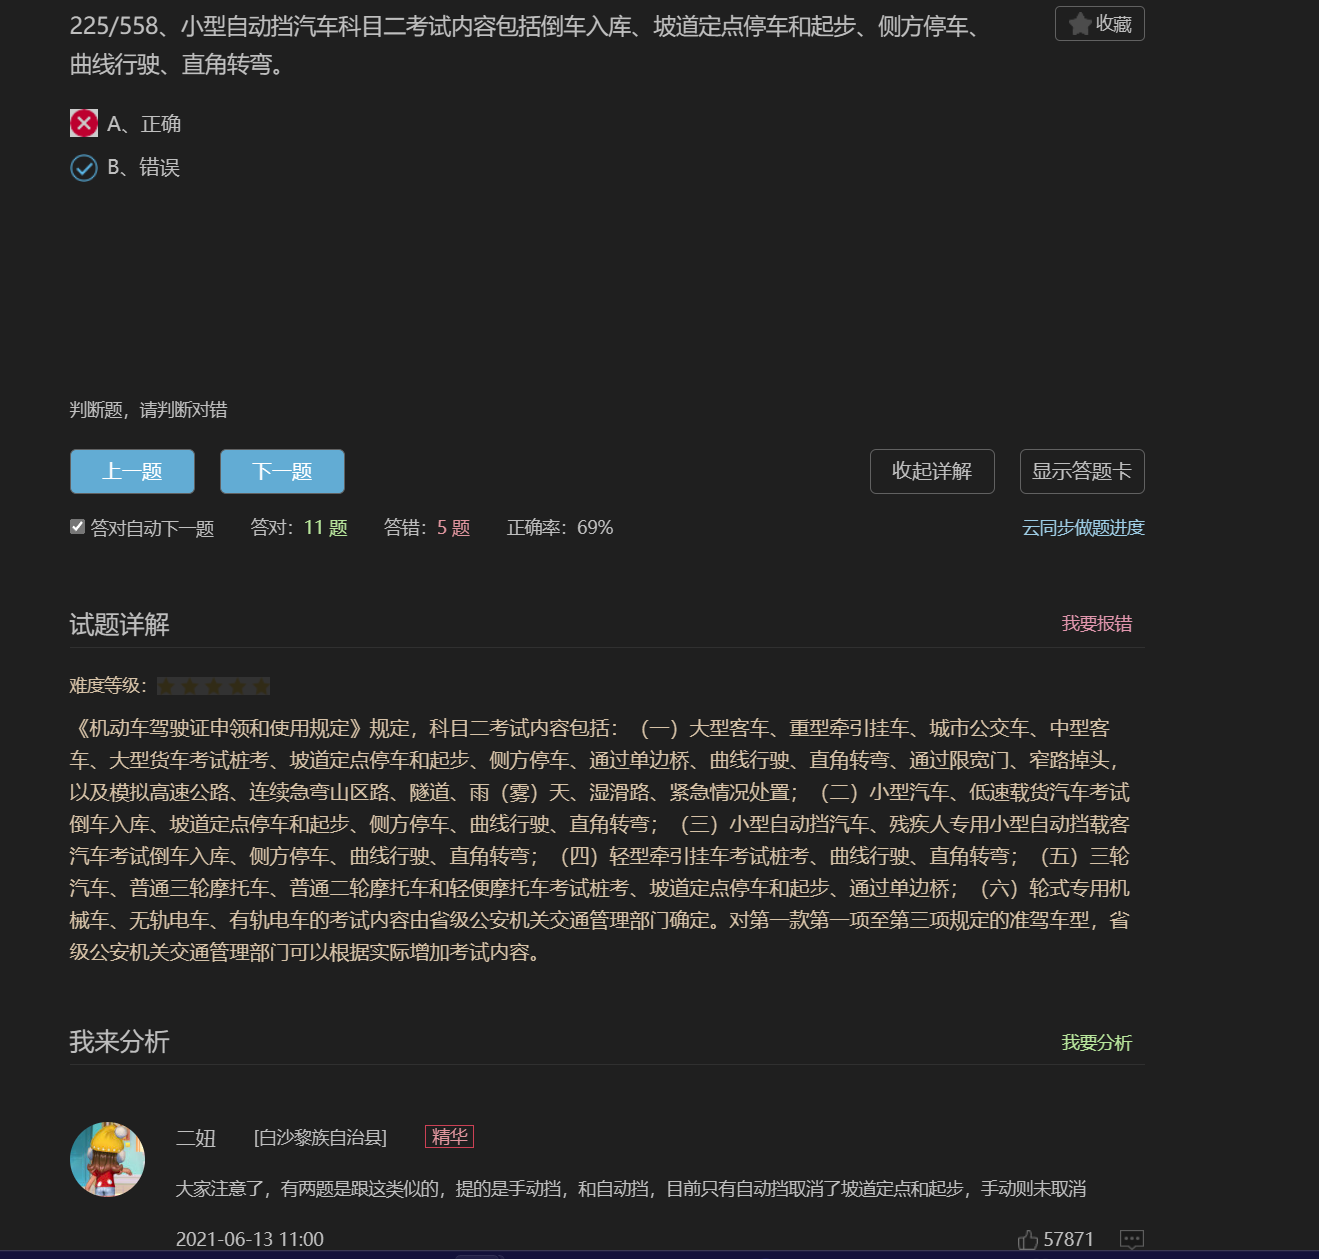 225/558、小型自动挡汽车科目二考试内容包括倒车入库、坡道定点停车和起步、侧方停车、
曲线行驶、直角转弯。
收藏
A、正确
B、错误
判断题，请判断对错
上一题
下一题
收起详解
显示答题卡
答对自动下一题 答对：11 题 答错：5 题 正确率：69%
云同步做题进度
试题详解
我要报错
难度等级：
《机动车驾驶证申领和使用规定》规定，科目二考试内容包括：（一）大型客车、重型牵引挂车、城市公交车、中型客
车、大型货车考试桩考、坡道定点停车和起步、侧方停车、通过单边桥、曲线行驶、直角转弯、通过限宽门、窄路掉头，
以及模拟高速公路、连续急弯山区路、隧道、雨（雾）天、湿滑路、紧急情况处置；（二）小型汽车、低速载货汽车考试
倒车入库、坡道定点停车和起步、侧方停车、曲线行驶、直角转弯；（三）小型自动挡汽车、残疾人专用小型自动挡载客
汽车考试倒车入库、侧方停车、曲线行驶、直角转弯；（四）轻型牵引挂车考试桩考、曲线行驶、直角转弯；（五）三轮
汽车、普通三轮摩托车、普通二轮摩托车和轻便摩托车考试桩考、坡道定点停车和起步、通过单边桥；（六）轮式专用机
械车、无轨电车、有轨电车的考试内容由省级公安机关交通管理部门确定。对第一款第一项至第三项规定的准驾车型，省
级公安机关交通管理部门可以根据实际增加考试内容。
我来分析
我要分析
二妞 [白沙黎族自治县] 精华
大家注意了，有两题是跟这类似的，提的是手动挡，和自动挡，目前只有自动挡取消了坡道定点和起步，手动则未取消
2021-06-13 11:00
57871